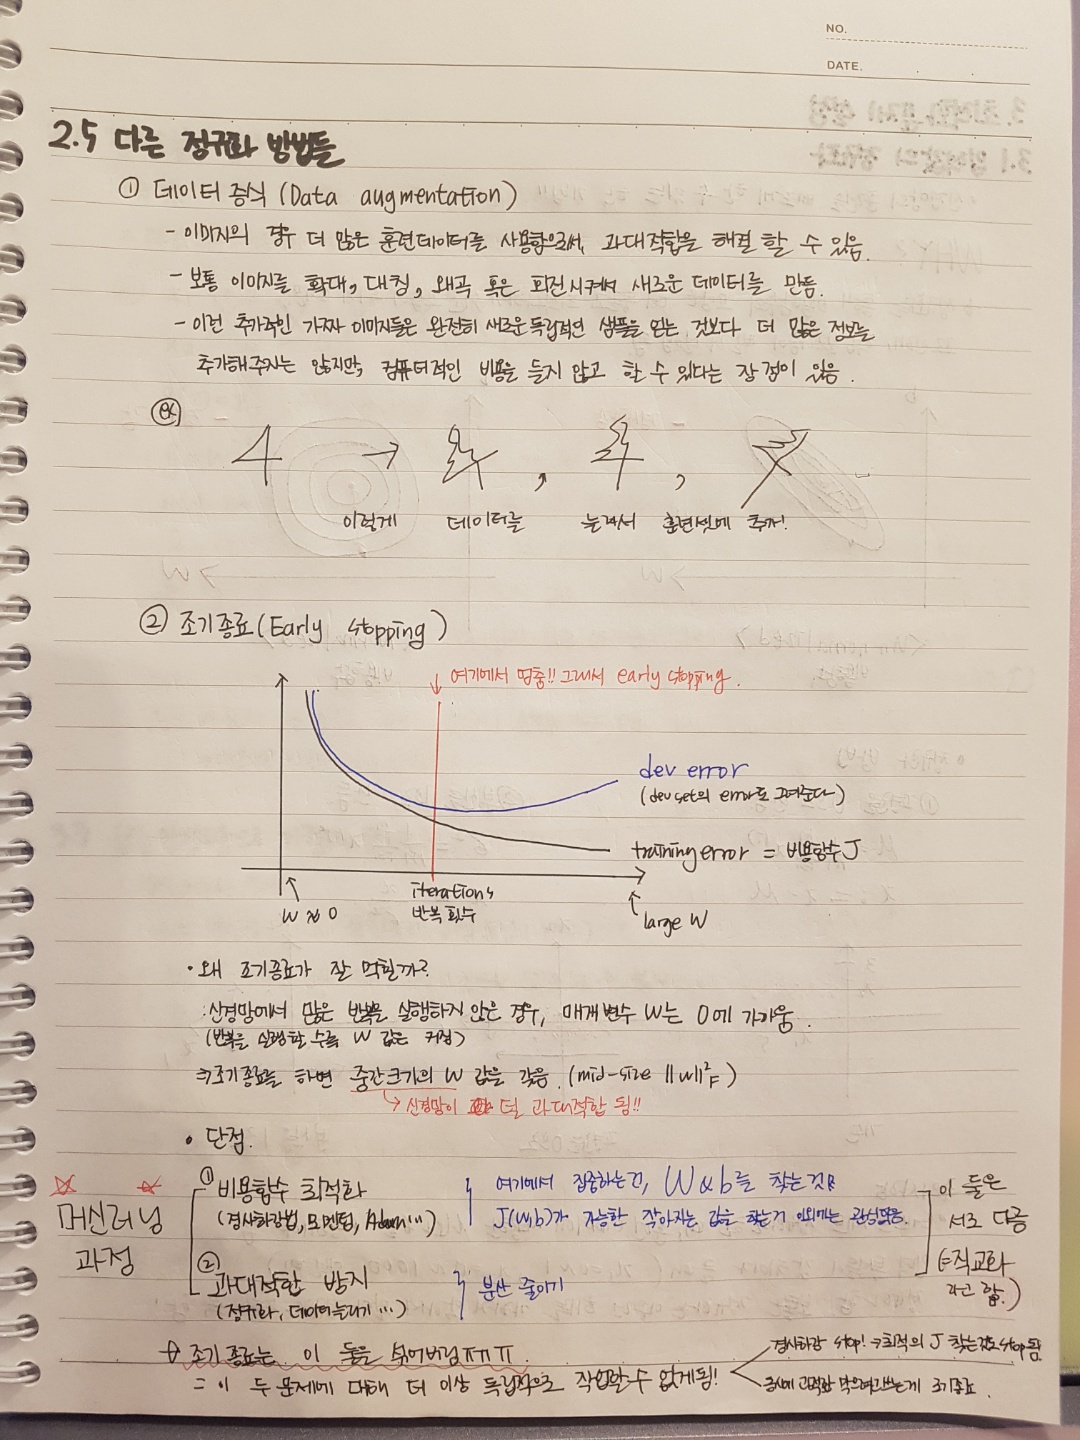 NO.
DATE.
2.5 다른 정규화 방법들
① 데이터 증식 (Data augmentation)
- 이미지의 경우 더 많은 훈련데이터를 사용함으로써, 과대적합을 해결 할 수 있음.
- 보통 이미지를 확대, 대칭, 왜곡 혹은 회전시켜서 새로운 데이터를 만듬.
- 이런 추가적인 가짜 이미지들은 완전히 새로운 독립적인 샘플을 얻는 것보다 더 많은 정보를
추가해주지는 않지만, 컴퓨터적인 비용을 들지 않고 할 수 있다는 장점이 있음.
ex
4 → 4, 4, 4
이렇게 데이터를 늘려서 훈련셋에 추가!
② 조기종료(Early stopping)
↓ 여기에서 멈춤!! 그래서 early stopping.
dev error
(dev set의 error도 그려준다)
training error = 비용함수 J
W≈0
iterations
반복 횟수
large W
• 왜 조기종료가 잘 먹힐까?
: 신경망에서 많은 반복을 실행하지 않은 경우, 매개변수 W는 0에 가까움.
(반복을 실행할 수록 W 값은 커짐)
⇒ 조기종료를 하면 중간크기의 W 값을 갖음. (mid-size ||w||²F)
↳ 신경망이 덜 과대적합 됨!!
• 단점.
머신러닝
과정
① 비용함수 최적화
(경사하강법, 모멘텀, Adam...)
여기에서 집중하는건, W&b를 찾는것!
J(w,b)가 가능한 작아지는 값을 찾는거 이외에는 관심없음.
② 과대적합 방지
(정규화, 데이터늘리기...)
분산 줄이기
이 둘은
서로 다름
(=직교화
라고 함.)
→ 조기종료는 이 둘을 섞어버림ㅠㅠㅠ
= 이 두 문제에 대해 더 이상 독립적으로 작업할 수 없게됨!
경사하강 stop! ⇒ 최적의 J 찾는것도 stop됨
동시에 과적합 막으려고쓰는게 조기종료.